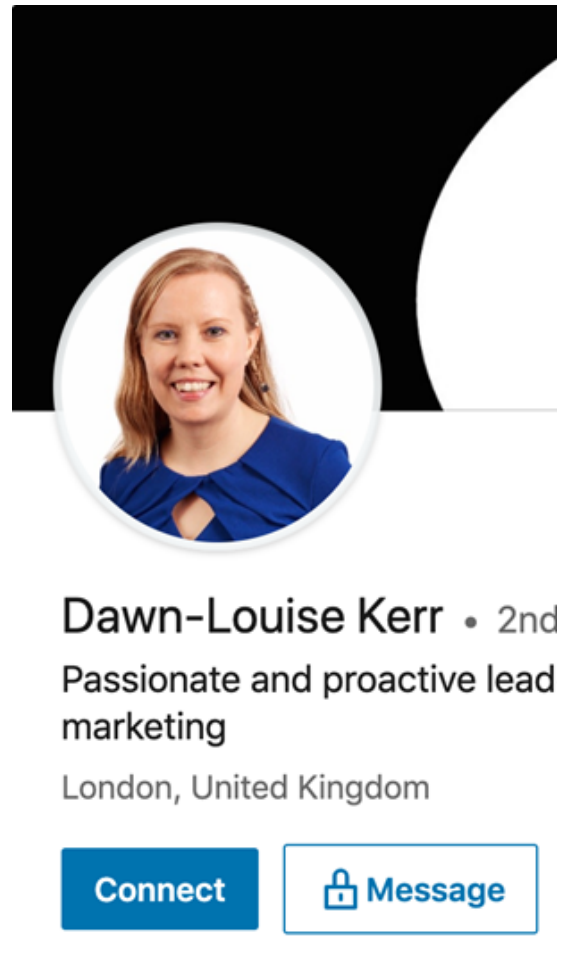 Dawn-Louise Kerr • 2nd
Passionate and proactive lead
marketing
London, United Kingdom
Connect
Message